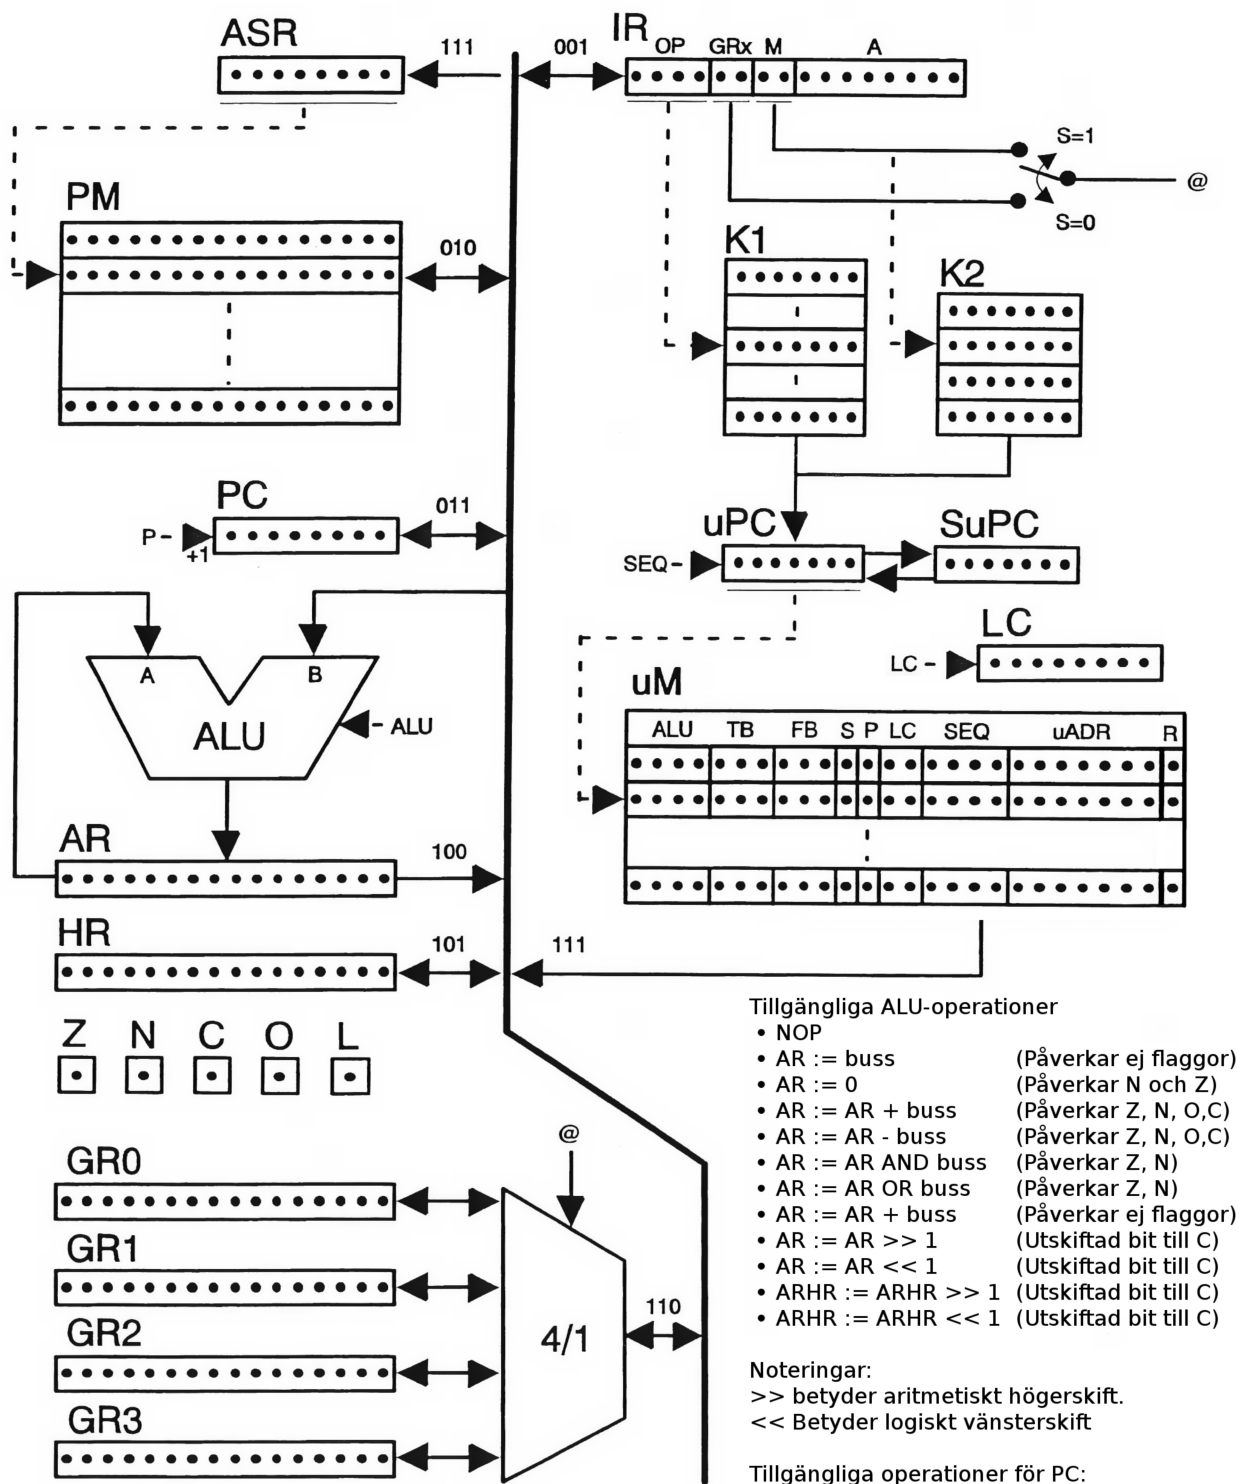 ASR
111
001
IR
OP GRx M A
S=1
@
S=0
PM
010
K1
K2
PC
P
+1
011
uPC
SuPC
SEQ
LC
LC
A
B
ALU
ALU
uM
ALU TB FB S P LC SEQ uADR R
AR
100
HR
101
111
Z N C O L
GR0
GR1
GR2
GR3
@
4/1
110
Tillgängliga ALU-operationer
• NOP
• AR := buss (Påverkar ej flaggor)
• AR := 0 (Påverkar N och Z)
• AR := AR + buss (Påverkar Z, N, O,C)
• AR := AR - buss (Påverkar Z, N, O,C)
• AR := AR AND buss (Påverkar Z, N)
• AR := AR OR buss (Påverkar Z, N)
• AR := AR + buss (Påverkar ej flaggor)
• AR := AR >> 1 (Utskiftad bit till C)
• AR := AR << 1 (Utskiftad bit till C)
• ARHR := ARHR >> 1 (Utskiftad bit till C)
• ARHR := ARHR << 1 (Utskiftad bit till C)
Noteringar:
>> betyder aritmetiskt högerskift.
<< Betyder logiskt vänsterskift
Tillgängliga operationer för PC: